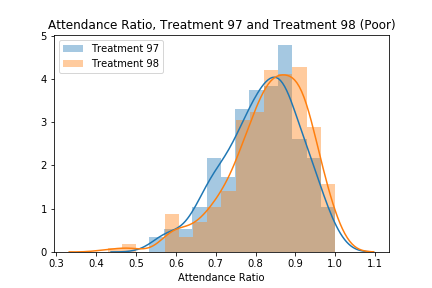 Attendance Ratio, Treatment 97 and Treatment 98 (Poor)
Treatment 97
Treatment 98
5
4
3
2
1
0
0.3 0.4 0.5 0.6 0.7 0.8 0.9 1.0 1.1
Attendance Ratio